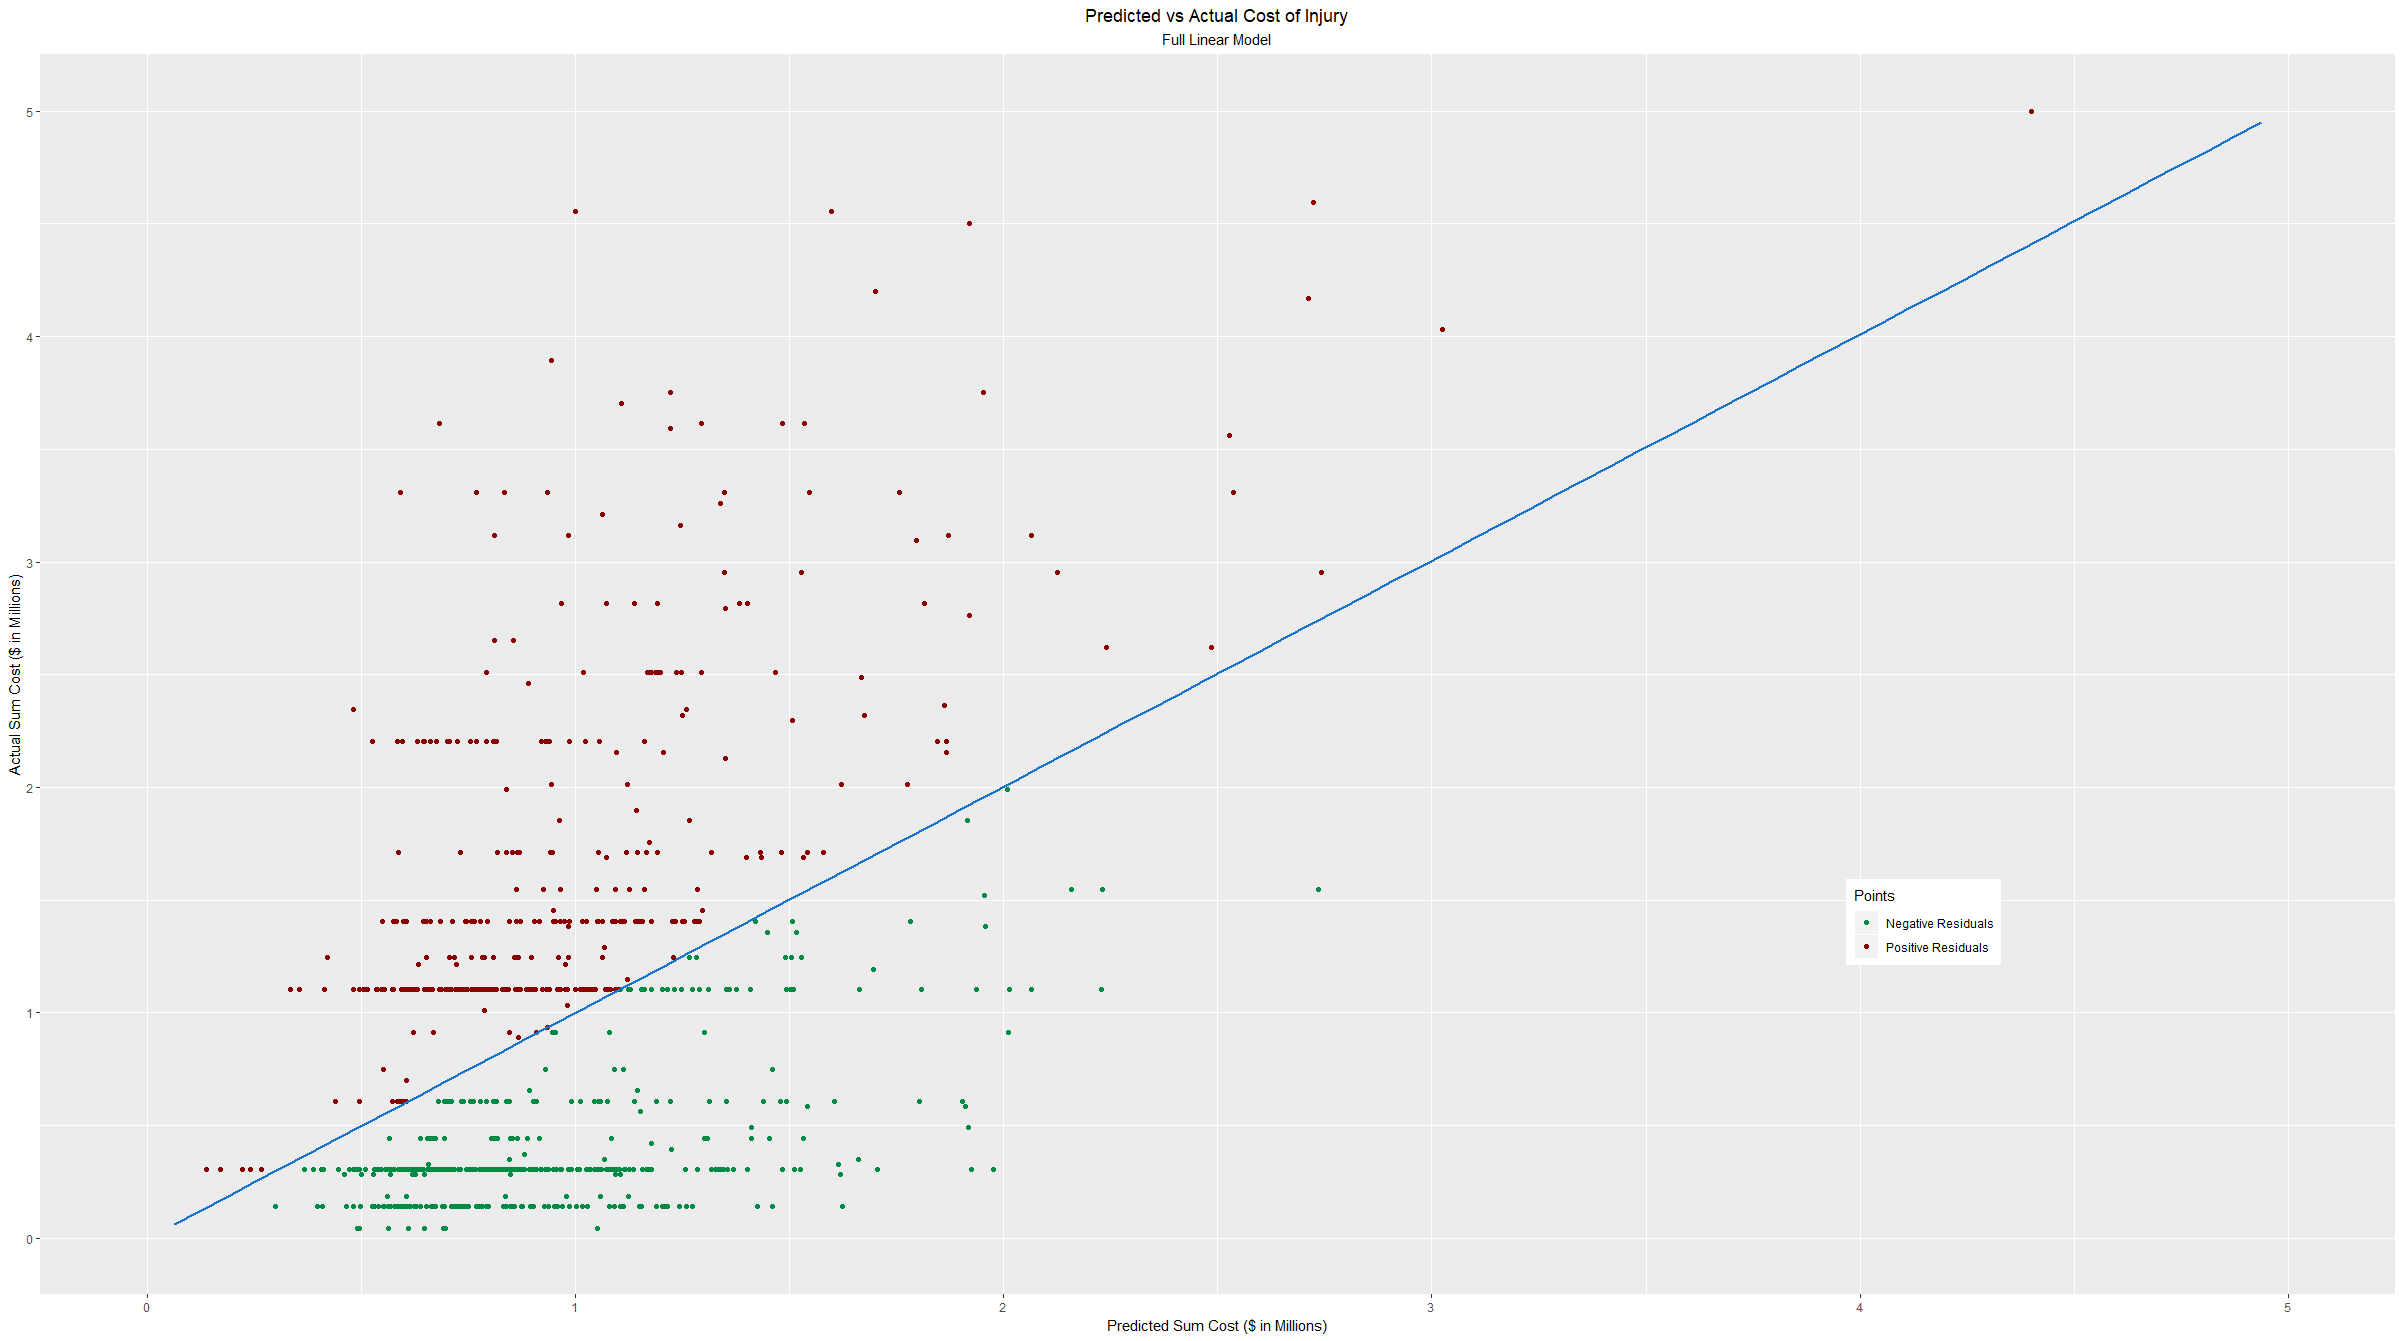 Predicted vs Actual Cost of Injury
Full Linear Model
Actual Sum Cost ($ in Millions)
5
4
3
2
1
0
Points
Negative Residuals
Positive Residuals
0 1 2 3 4 5
Predicted Sum Cost ($ in Millions)